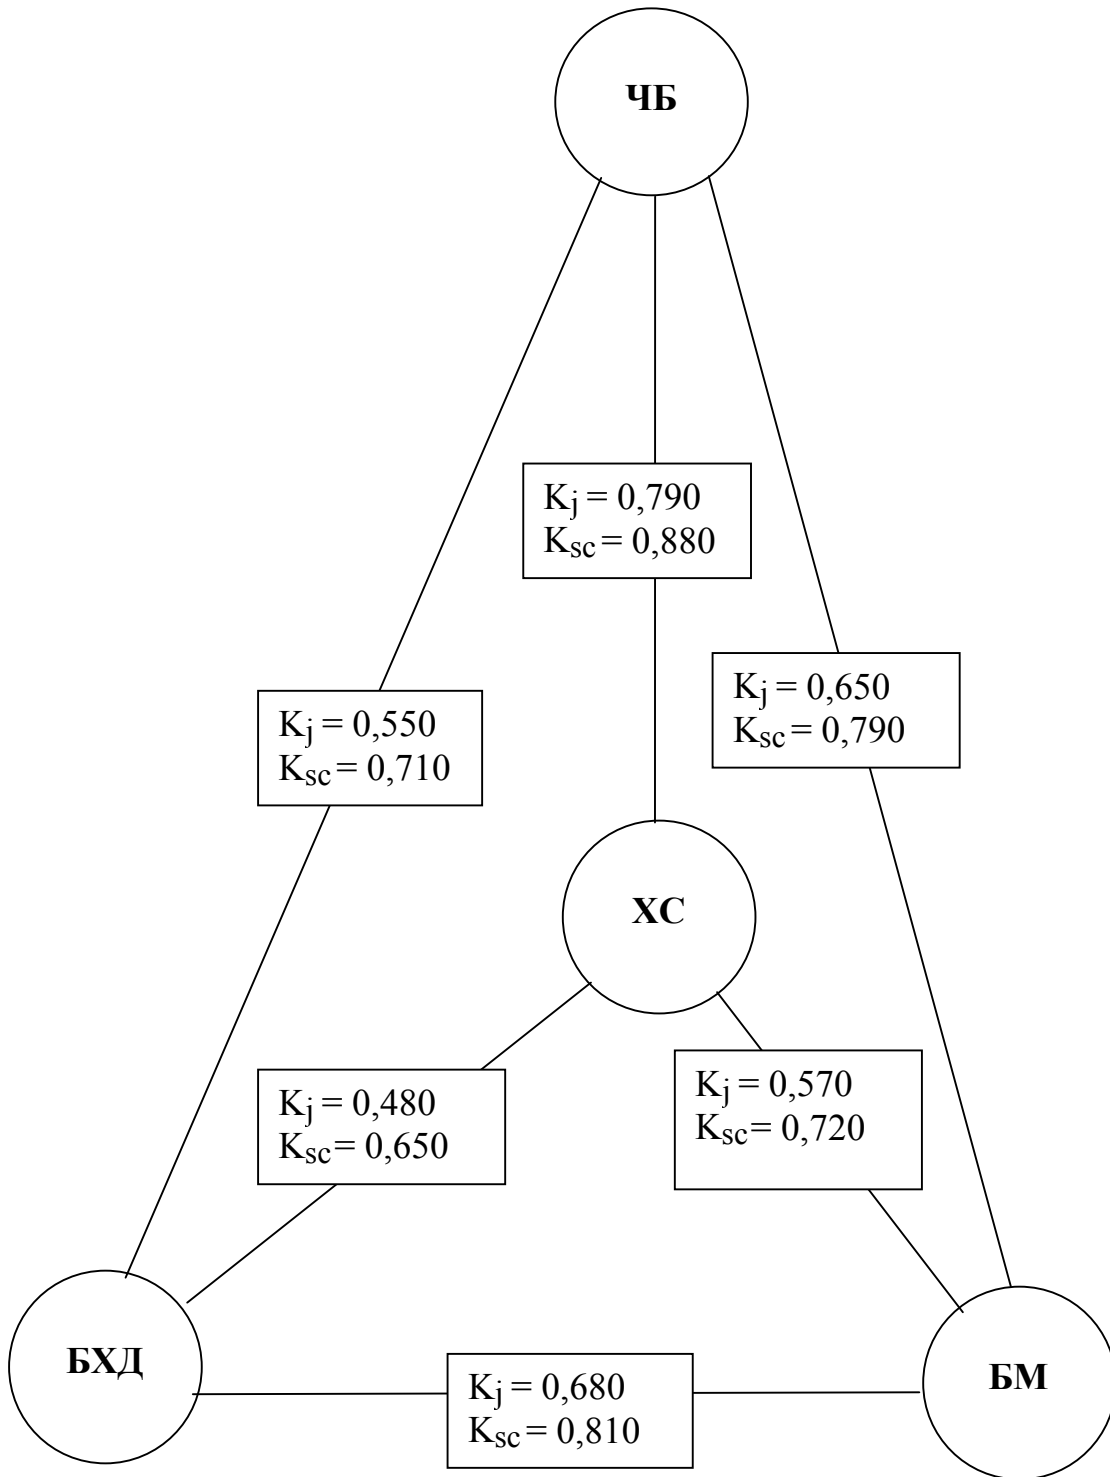 ЧБ
Kj = 0,790
Ksc = 0,880
Kj = 0,650
Ksc = 0,790
Kj = 0,550
Ksc = 0,710
ХС
Kj = 0,570
Ksc = 0,720
Kj = 0,480
Ksc = 0,650
БХД
БМ
Kj = 0,680
Ksc = 0,810